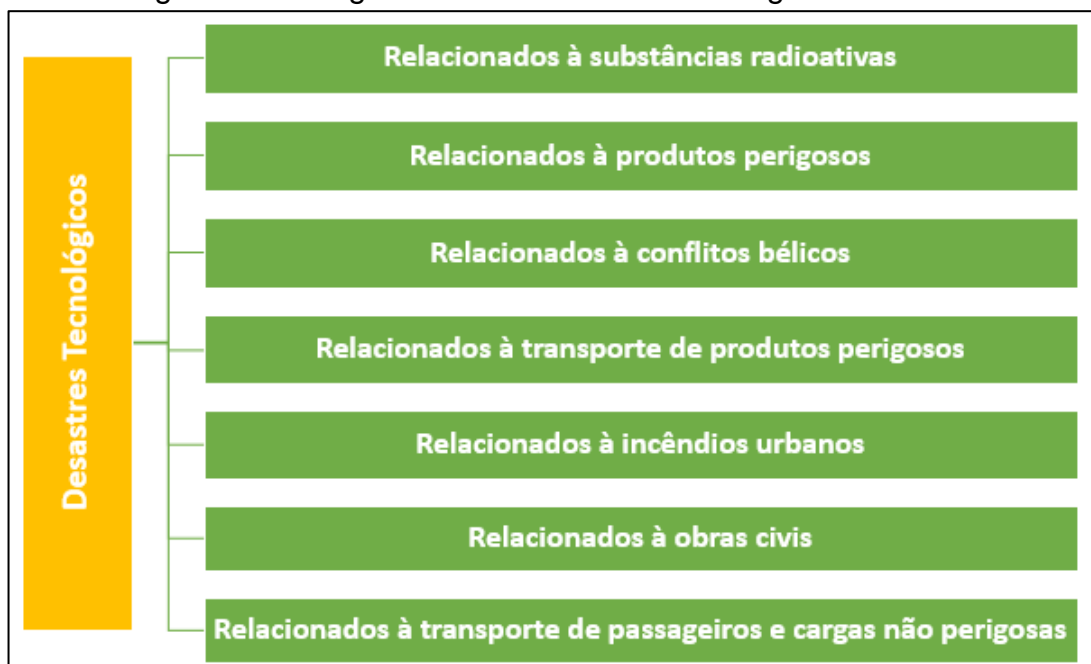 Desastres Tecnológicos
Relacionados à substâncias radioativas
Relacionados à produtos perigosos
Relacionados à conflitos bélicos
Relacionados à transporte de produtos perigosos
Relacionados à incêndios urbanos
Relacionados à obras civis
Relacionados à transporte de passageiros e cargas não perigosas